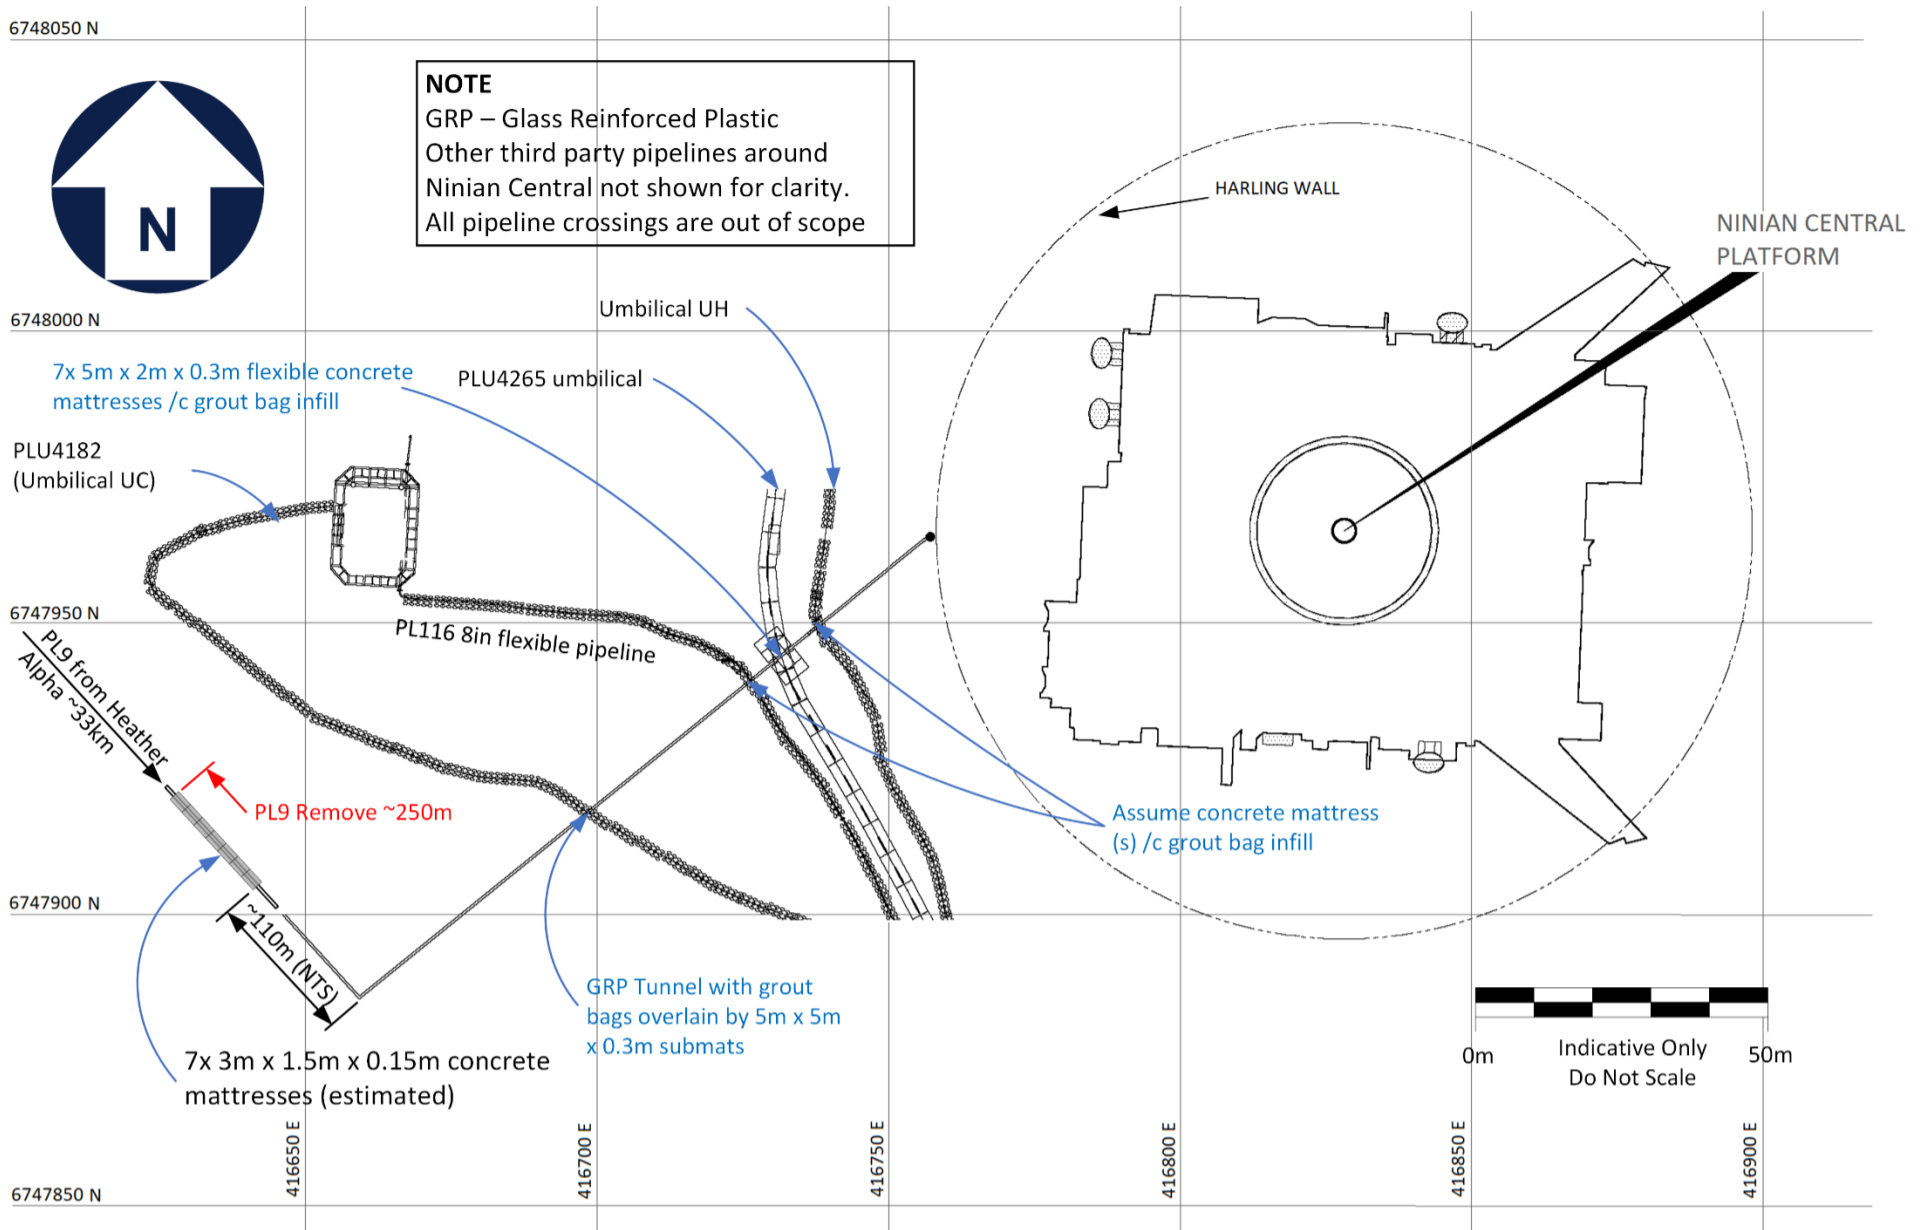 6748050 N
NOTE
GRP – Glass Reinforced Plastic
Other third party pipelines around
Ninian Central not shown for clarity.
All pipeline crossings are out of scope
HARLING WALL
NINIAN CENTRAL
PLATFORM
N
Umbilical UH
6748000 N
7x 5m x 2m x 0.3m flexible concrete
mattresses /c grout bag infill
PLU4265 umbilical
PLU4182
(Umbilical UC)
6747950 N
PL116 8in flexible pipeline
PL9 from Heather
Alpha ~33km
PL9 Remove ~250m
Assume concrete mattress
(s) /c grout bag infill
6747900 N
~110m (NTS)
GRP Tunnel with grout
bags overlain by 5m x 5m
x 0.3m submats
7x 3m x 1.5m x 0.15m concrete
mattresses (estimated)
0m
Indicative Only
Do Not Scale
50m
6747850 N
416650 E
416700 E
416750 E
416800 E
416850 E
416900 E